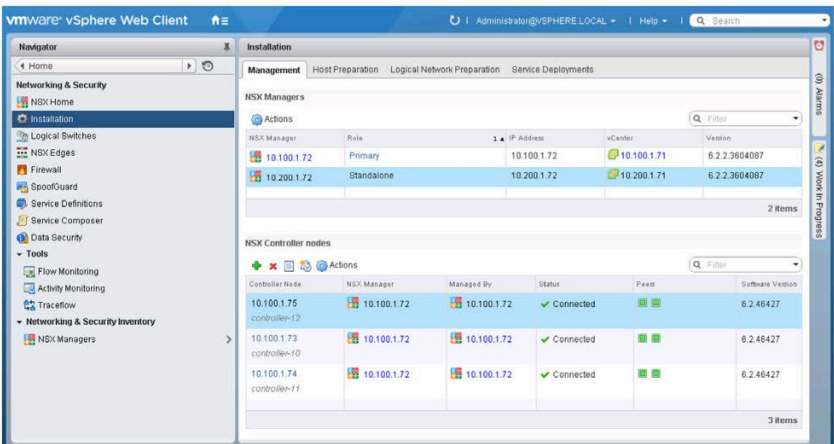 vmware® vSphere Web Client
Administrator@VSPHERE.LOCAL | Help | Search
Navigator
Home
Networking & Security
NSX Home
Installation
Logical Switches
NSX Edges
Firewall
SpoofGuard
Service Definitions
Service Composer
Data Security
Tools
Flow Monitoring
Activity Monitoring
Traceflow
Networking & Security Inventory
NSX Managers
Installation
Management Host Preparation Logical Network Preparation Service Deployments
NSX Managers
Actions Filter
NSX Manager Role 1 ▲ IP Address vCenter Version
10.100.1.72 Primary 10.100.1.72 10.100.1.71 6.2.2.3604087
10.200.1.72 Standalone 10.200.1.72 10.200.1.71 6.2.2.3604087
2 items
NSX Controller nodes
Actions Filter
Controller Node NSX Manager Managed By Status Peers Software Version
10.100.1.75 10.100.1.72 10.100.1.72 Connected 6.2.46427
controller-12
10.100.1.73 10.100.1.72 10.100.1.72 Connected 6.2.46427
controller-10
10.100.1.74 10.100.1.72 10.100.1.72 Connected 6.2.46427
controller-11
3 items
(0) Alarms
(4) Work In Progress